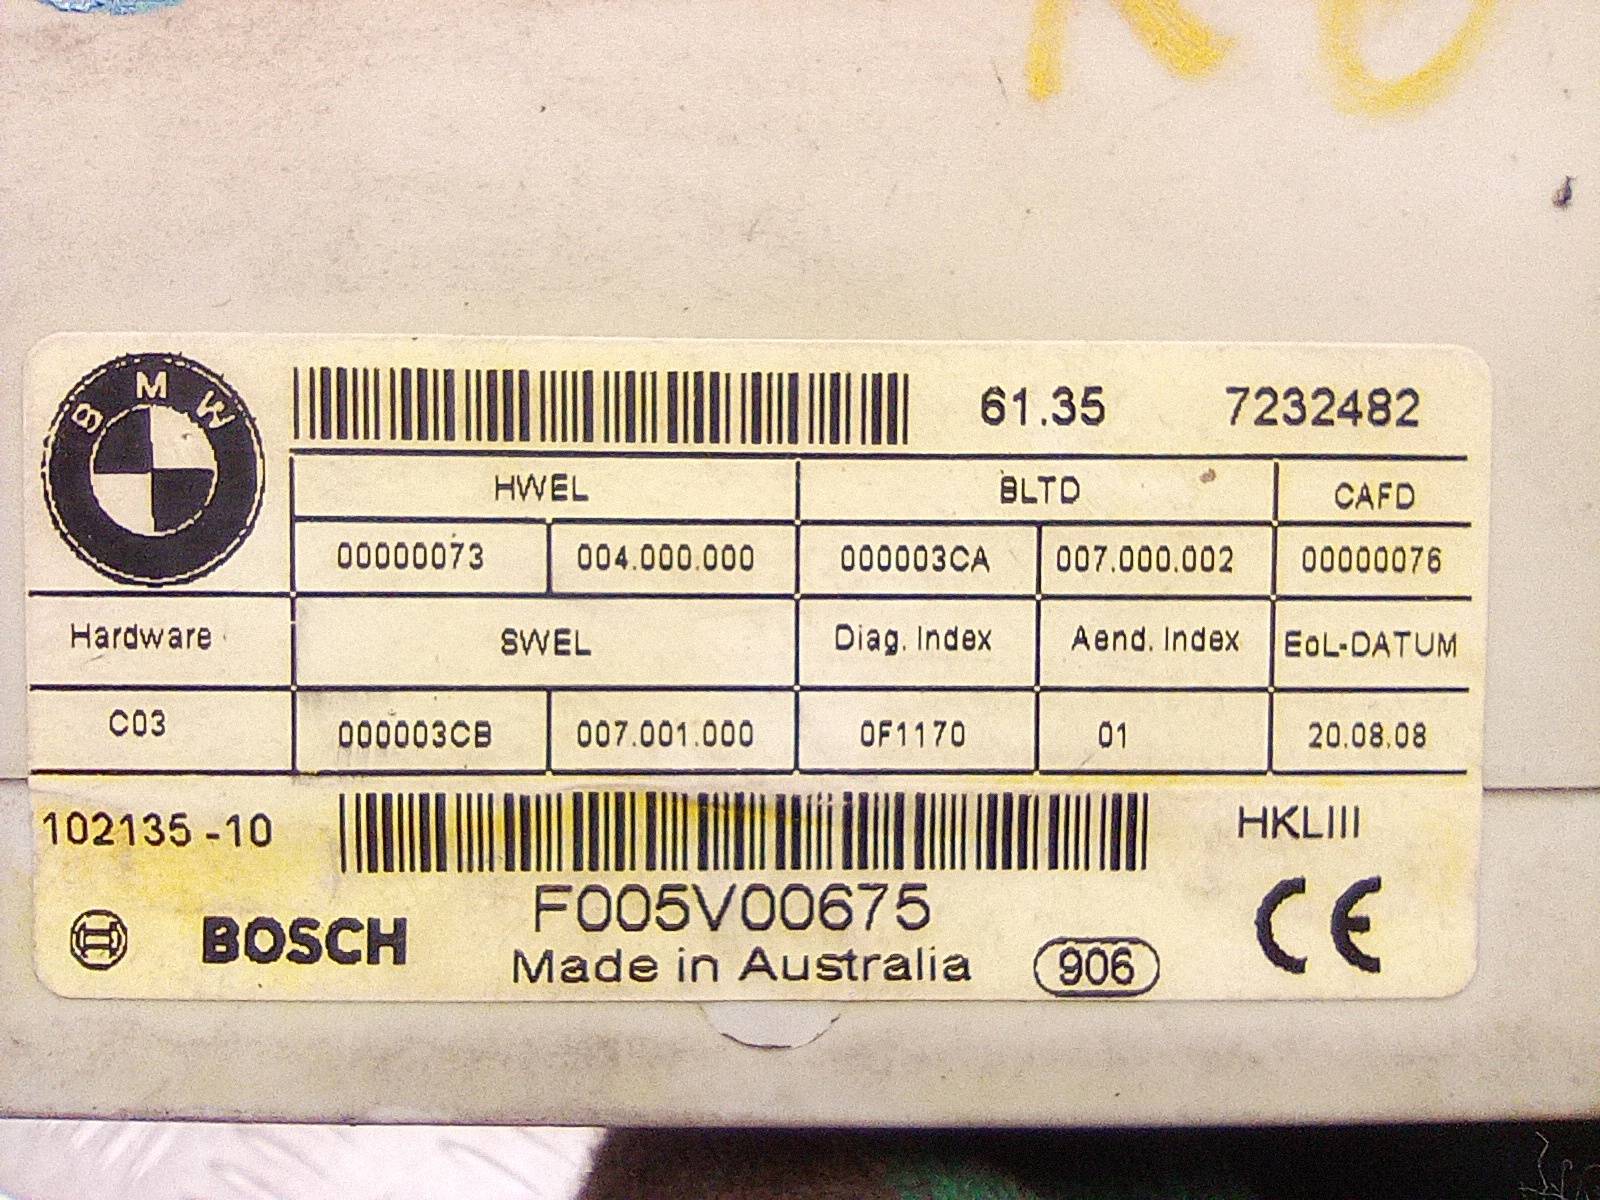 BMW
61.35 7232482
HWEL BLTD CAFD
00000073 004.000.000 000003CA 007.000.002 00000076
Hardware SWEL Diag. Index Aend. Index EoL-DATUM
C03 000003CB 007.001.000 0F1170 01 20.08.08
102135-10 HKLIII
F005V00675
BOSCH Made in Australia 906 CE